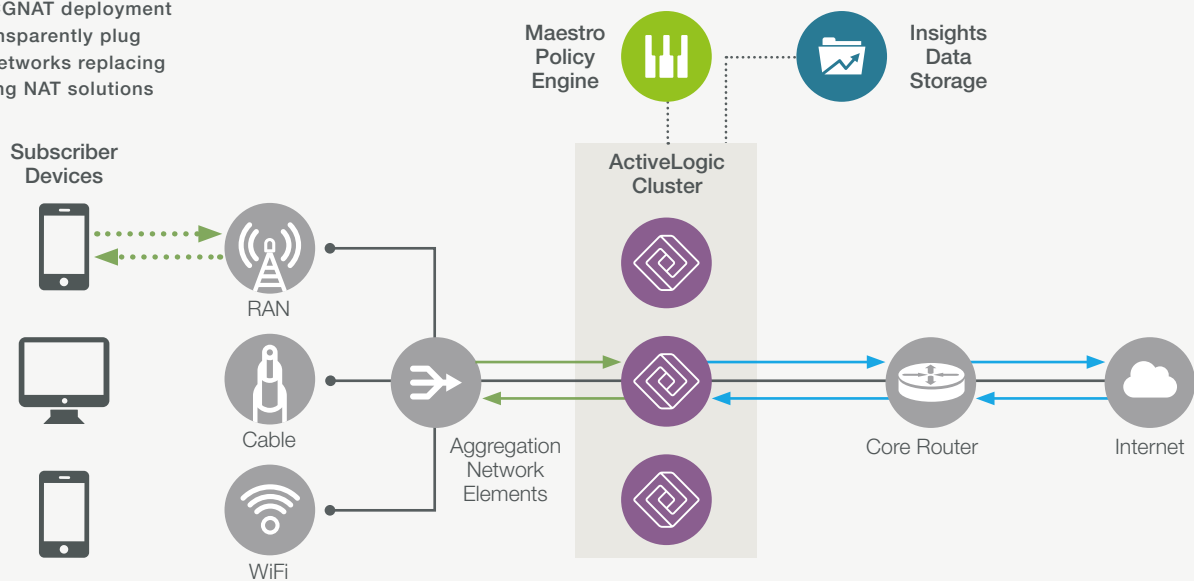 GNAT deployment
nsparently plug
etworks replacing
ng NAT solutions
Maestro
Policy
Engine
Insights
Data
Storage
Subscriber
Devices
ActiveLogic
Cluster
RAN
Cable
Aggregation
Network
Elements
Core Router
Internet
WiFi